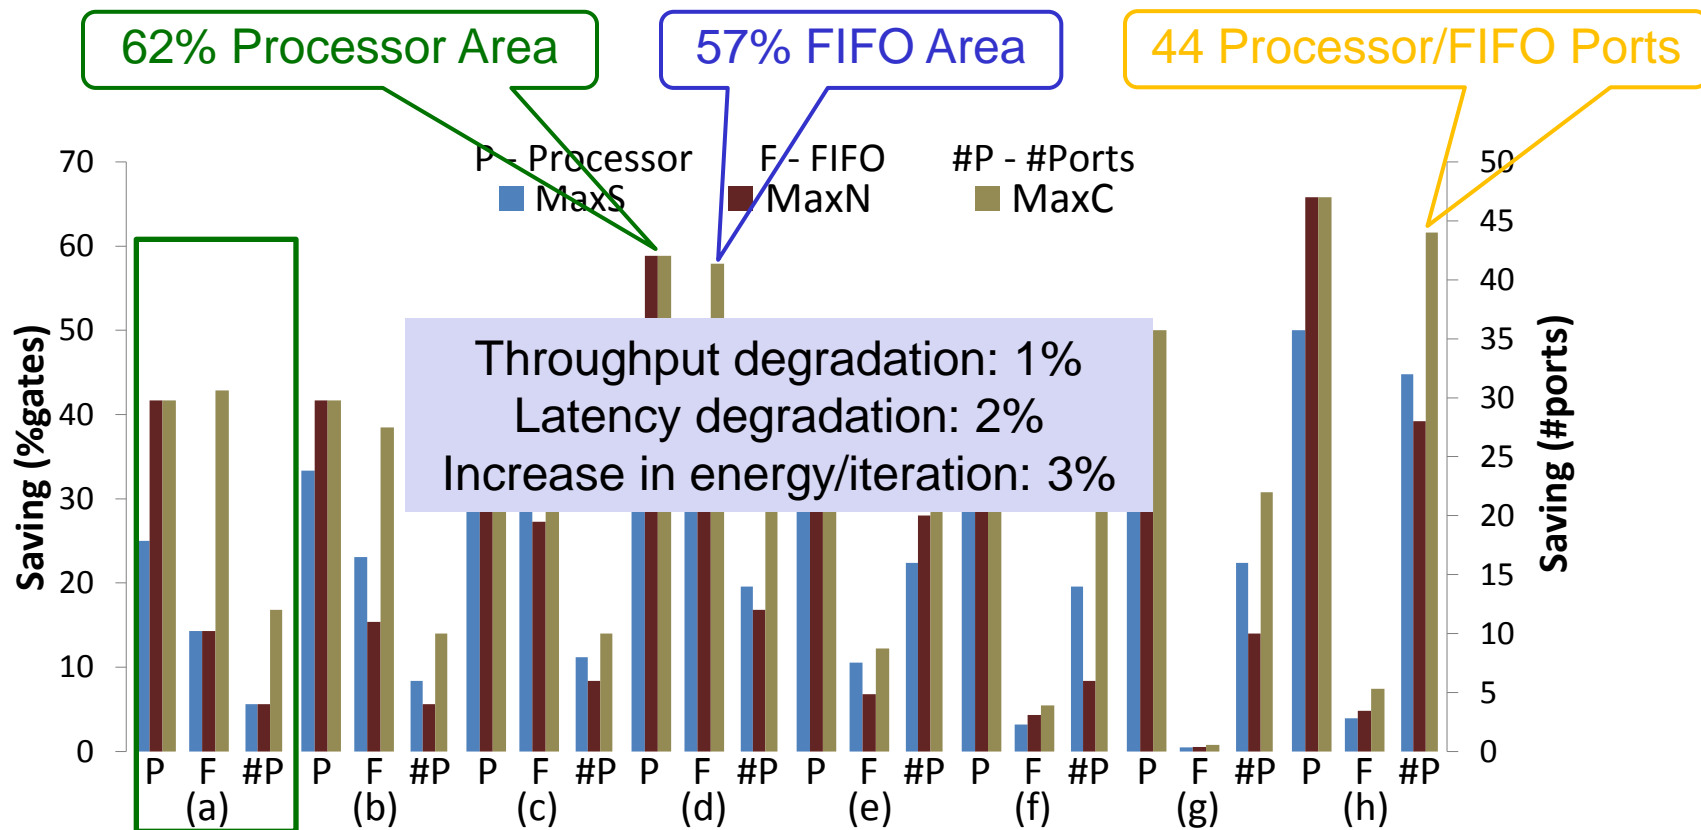 62% Processor Area
57% FIFO Area
44 Processor/FIFO Ports
P - Processor F - FIFO #P - #Ports
MaxS MaxN MaxC
Saving (%gates)
70
60
50
40
30
20
10
0
Throughput degradation: 1%
Latency degradation: 2%
Increase in energy/iteration: 3%
50
45
40
35
30
25
20
15
10
5
0
Saving (#ports)
P F #P P F #P P F #P P F #P P F #P P F #P P F #P P F #P
(a) (b) (c) (d) (e) (f) (g) (h)